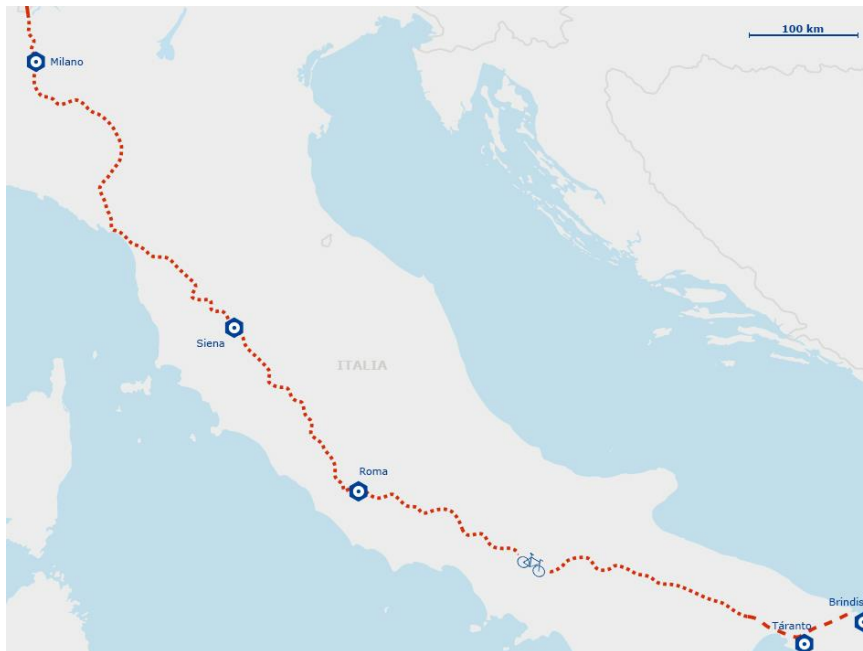 100 km
Milano
Siena
ITALIA
Roma
Brindis
Táranto